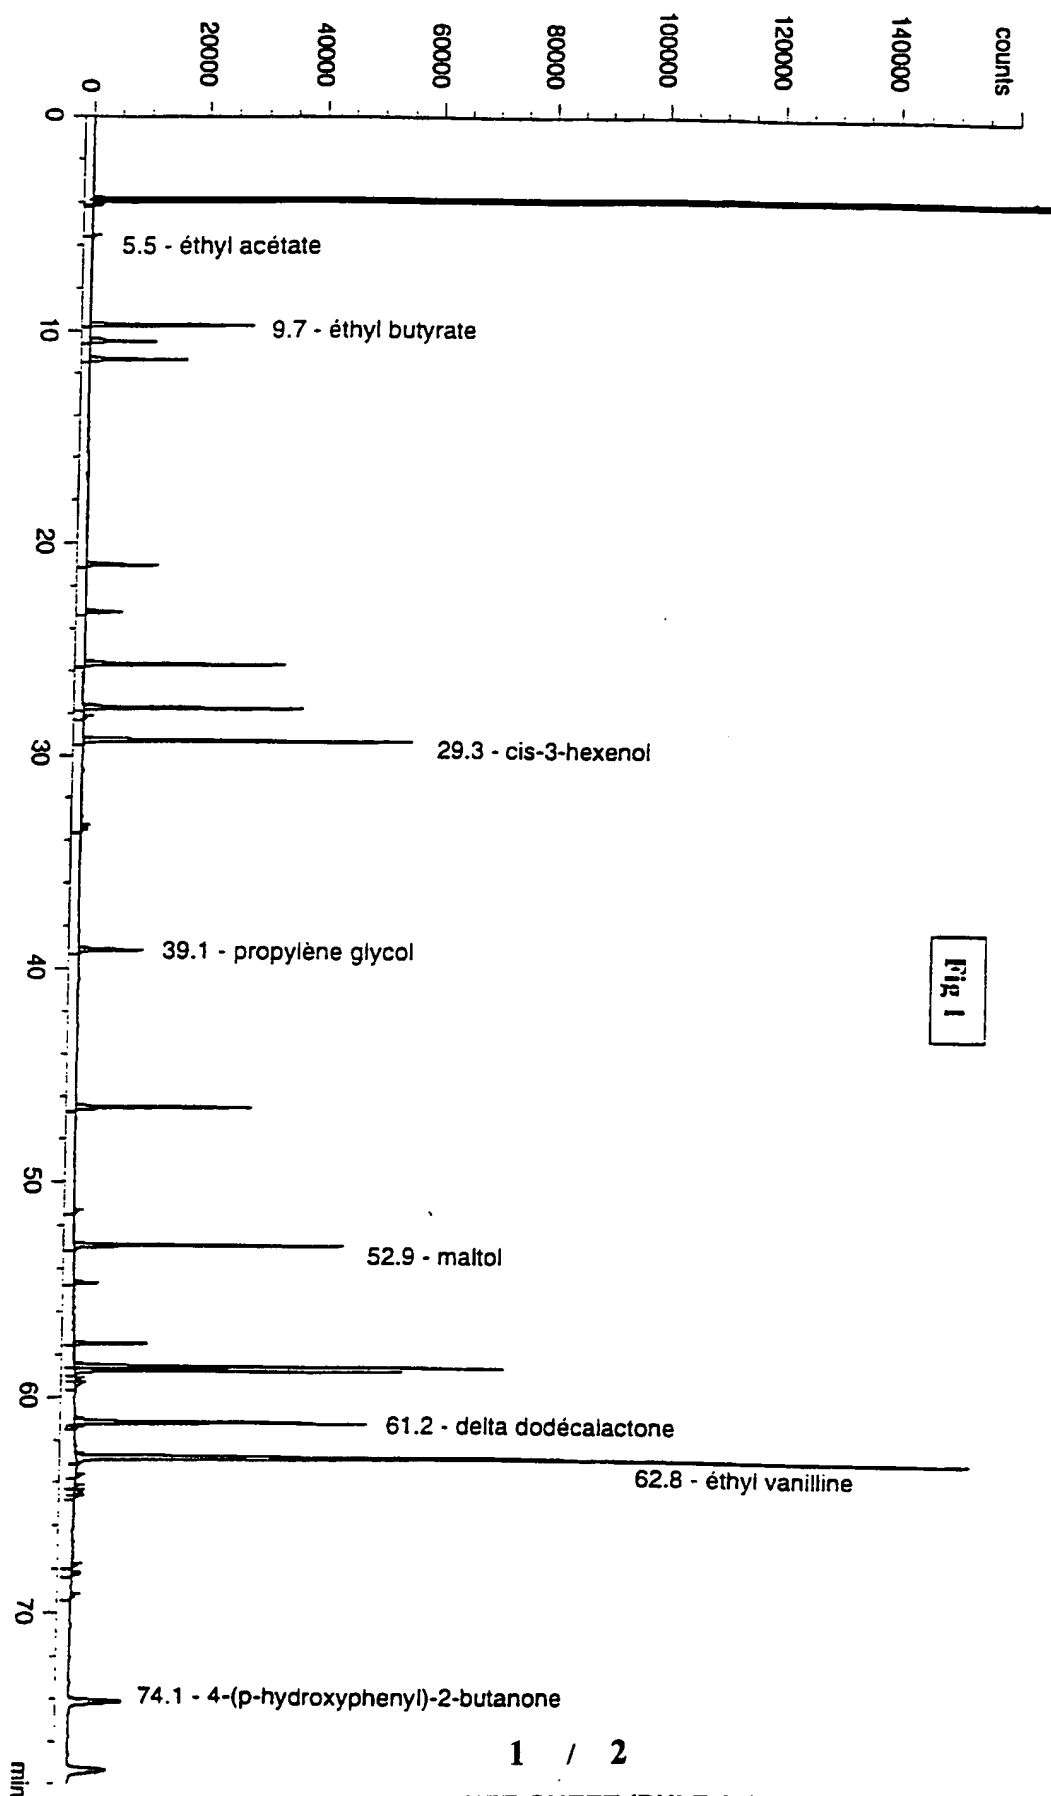 counts
140000
120000
100000
80000
60000
40000
20000
0
0
5.5 - éthyl acétate
9.7 - éthyl butyrate
10
20
29.3 - cis-3-hexenol
30
Fig 1
39.1 - propylène glycol
40
50
52.9 - maltol
60
61.2 - delta dodécalactone
62.8 - éthyl vanilline
70
74.1 - 4-(p-hydroxyphenyl)-2-butanone
min
1 / 2